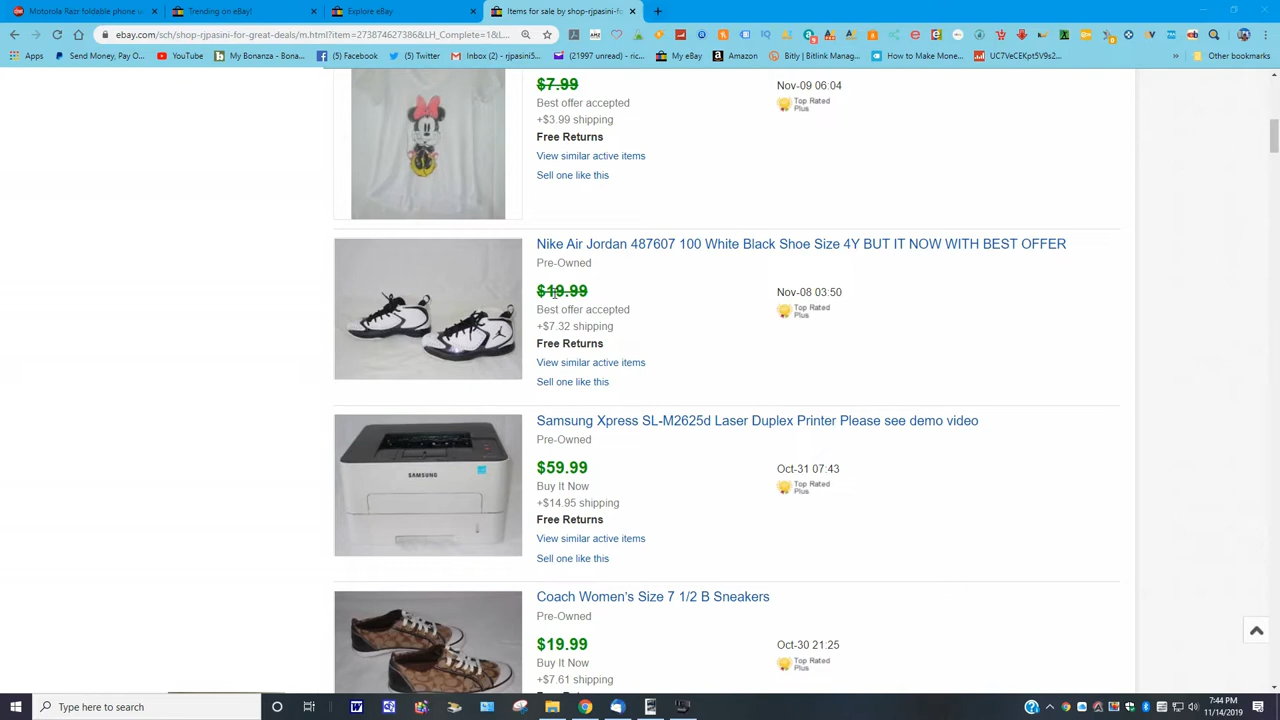 Motorola Razr foldable phone
Trending on eBay!
Explore eBay
Items for sale by shop-rjpasini-fo
ebay.com/sch/shop-rjpasini-for-great-deals/m.html?item=273874627386&LH_Complete=1&L...
Apps
Send Money, Pay O...
YouTube
My Bonanza - Bona...
(5) Facebook
(5) Twitter
Inbox (2) - rjpasini5...
(21997 unread) - ric...
My eBay
Amazon
Bitly | Bitlink Manag...
How to Make Mone...
UC7VeCEKpt5V9s2...
Other bookmarks
$7.99
Best offer accepted
+$3.99 shipping
Free Returns
View similar active items
Sell one like this
Nov-09 06:04
Top Rated
Plus
Nike Air Jordan 487607 100 White Black Shoe Size 4Y BUT IT NOW WITH BEST OFFER
Pre-Owned
$19.99
Best offer accepted
+$7.32 shipping
Free Returns
View similar active items
Sell one like this
Nov-08 03:50
Top Rated
Plus
SAMSUNG
Samsung Xpress SL-M2625d Laser Duplex Printer Please see demo video
Pre-Owned
$59.99
Buy It Now
+$14.95 shipping
Free Returns
View similar active items
Sell one like this
Oct-31 07:43
Top Rated
Plus
Coach Women's Size 7 1/2 B Sneakers
Pre-Owned
$19.99
Buy It Now
+$7.61 shipping
Oct-30 21:25
Top Rated
Plus
Type here to search
7:44 PM
11/14/2019